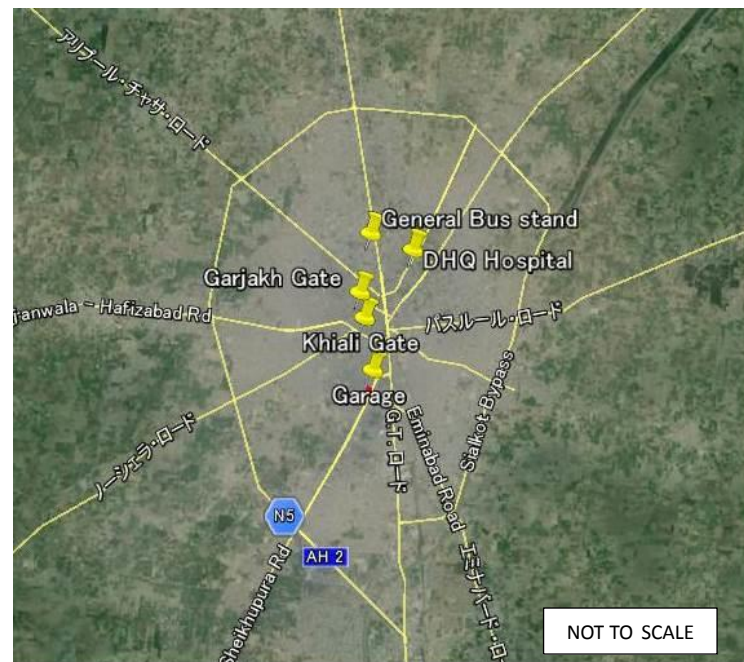 アリプール・チャサ・ロード
General Bus stand
DHQ Hospital
Garjakh Gate
ranwala - Hafizabad Rd
パスルール・ロード
Khiali Gate
Garage
G.T.ロード
Eminabad Road
Sialkot Bypass
ノーシェラ・ロード
N5
AH 2
Sheikhupura Rd
エミナバード・ロ
NOT TO SCALE